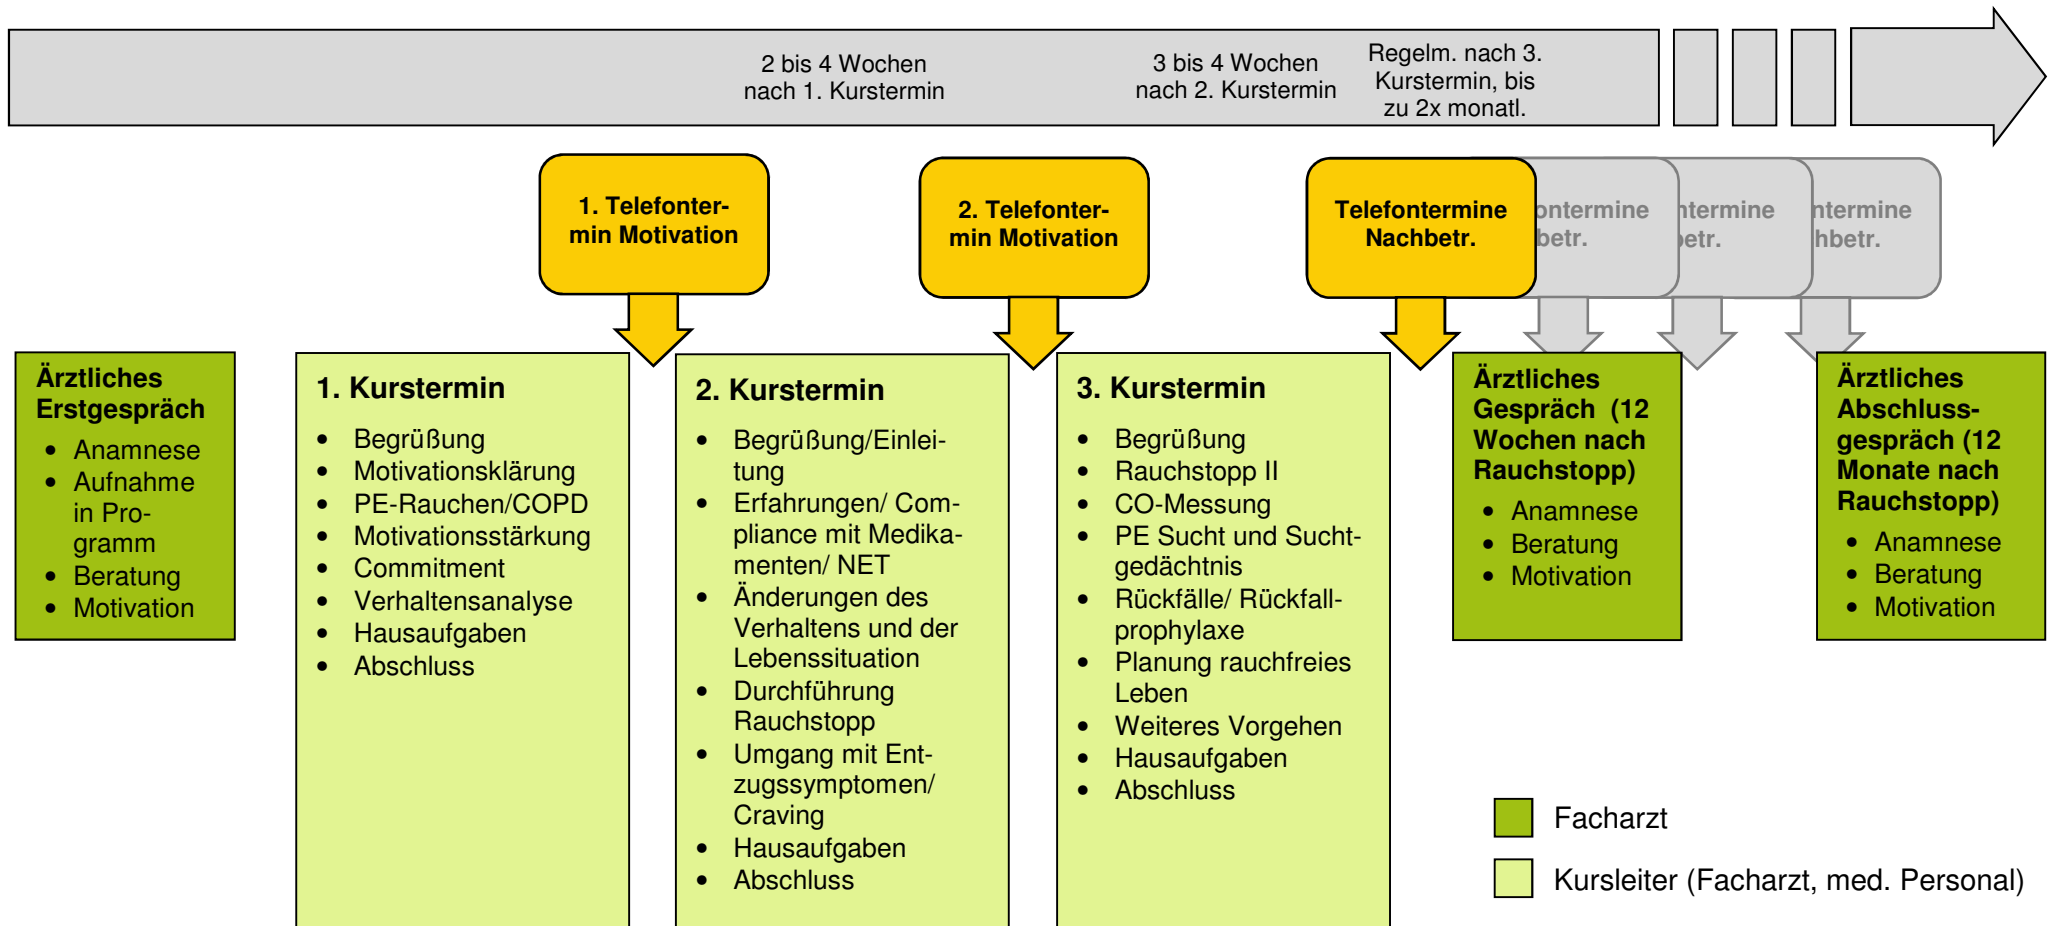 2 bis 4 Wochen
nach 1. Kurstermin
3 bis 4 Wochen
nach 2. Kurstermin
Regelm. nach 3.
Kurstermin, bis
zu 2x monatl.
1. Telefonter-
min Motivation
2. Telefonter-
min Motivation
Telefontermine
Nachbetr.
ontermine
betr.
ntermine
betr.
ntermine
hbetr.
Ärztliches
Erstgespräch
• Anamnese
• Aufnahme
in Pro-
gramm
• Beratung
• Motivation
1. Kurstermin
• Begrüßung
• Motivationsklärung
• PE-Rauchen/COPD
• Motivationsstärkung
• Commitment
• Verhaltensanalyse
• Hausaufgaben
• Abschluss
2. Kurstermin
• Begrüßung/Einlei-
tung
• Erfahrungen/ Com-
pliance mit Medika-
menten/ NET
• Änderungen des
Verhaltens und der
Lebenssituation
• Durchführung
Rauchstopp
• Umgang mit Ent-
zugssymptomen/
Craving
• Hausaufgaben
• Abschluss
3. Kurstermin
• Begrüßung
• Rauchstopp II
• CO-Messung
• PE Sucht und Sucht-
gedächtnis
• Rückfälle/ Rückfall-
prophylaxe
• Planung rauchfreies
Leben
• Weiteres Vorgehen
• Hausaufgaben
• Abschluss
Ärztliches
Gespräch (12
Wochen nach
Rauchstopp)
• Anamnese
• Beratung
• Motivation
Ärztliches
Abschluss-
gespräch (12
Monate nach
Rauchstopp)
• Anamnese
• Beratung
• Motivation
Facharzt
Kursleiter (Facharzt, med. Personal)